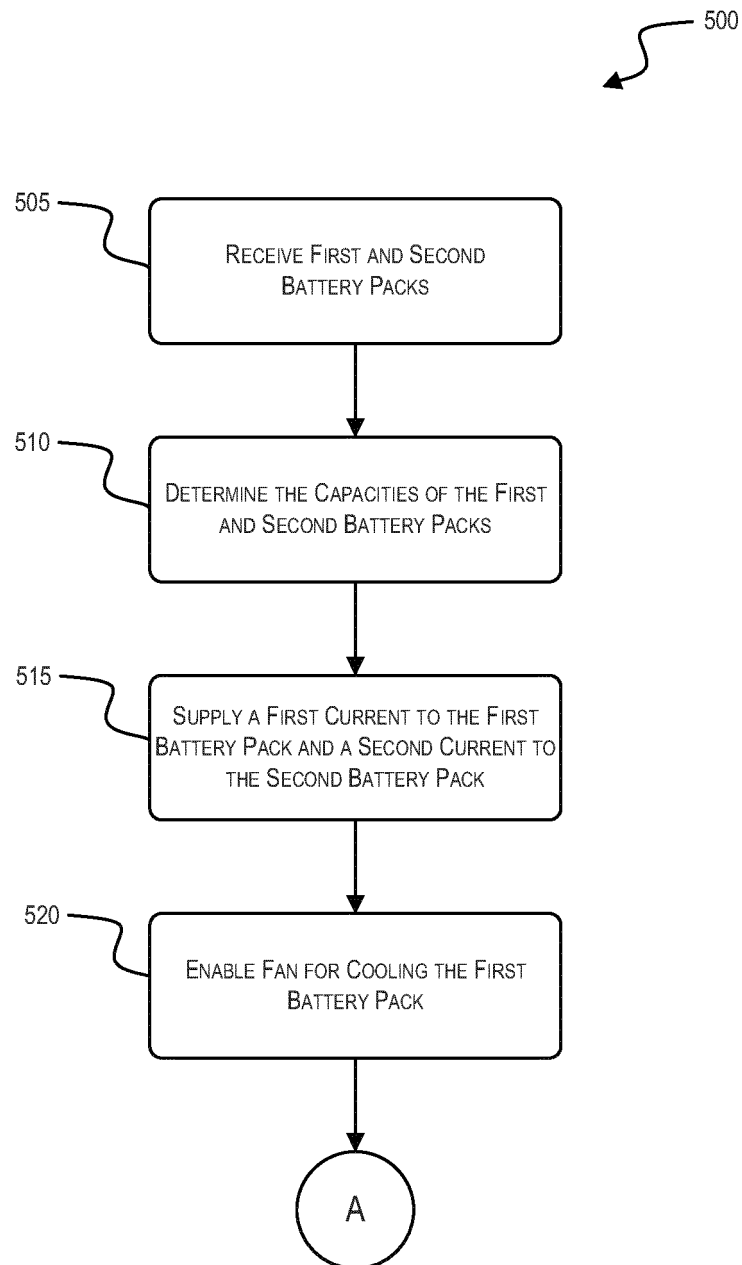 500
505
RECEIVE FIRST AND SECOND
BATTERY PACKS
510
DETERMINE THE CAPACITIES OF THE FIRST
AND SECOND BATTERY PACKS
515
SUPPLY A FIRST CURRENT TO THE FIRST
BATTERY PACK AND A SECOND CURRENT TO
THE SECOND BATTERY PACK
520
ENABLE FAN FOR COOLING THE FIRST
BATTERY PACK
A